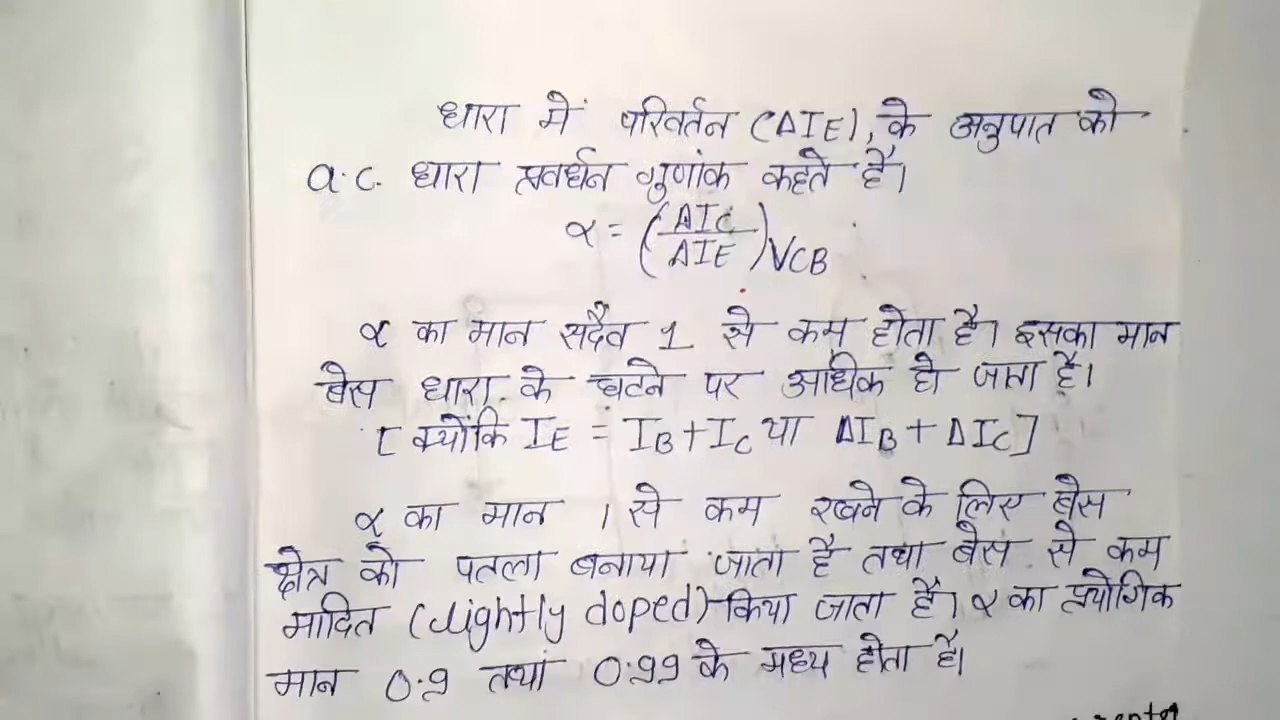 धारा में परिवर्तन (ΔIE), के अनुपात को
a.c. धारा प्रवर्धन गुणांक कहते हैं।
α = (ΔIC/ΔIE)VCB
α का मान सदैव 1 से कम होता है। इसका मान
बेस धारा के घटने पर अधिक हो जाता है।
[क्योंकि IE = IB+IC या ΔIB + ΔIC]
α का मान 1 से कम रखने के लिए बेस
क्षेत्र को पतला बनाया जाता है तथा बेस से कम
मादित (lightly doped) किया जाता है। α का प्रयोगिक
मान 0.9 तथा 0.99 के मध्य होता है।